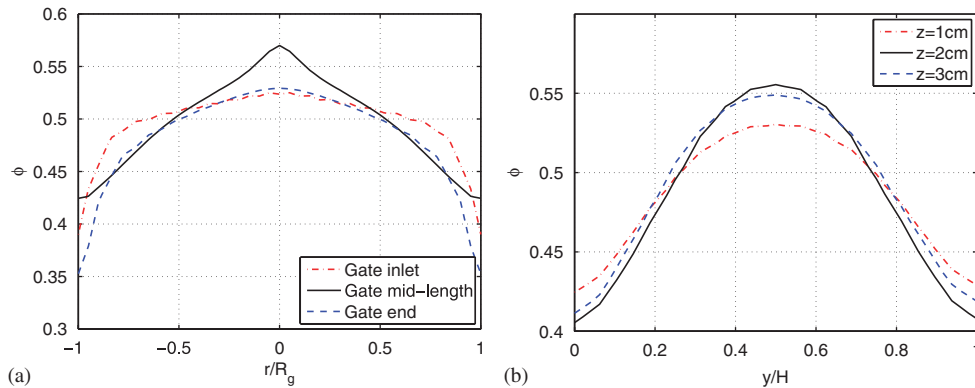 0.6
0.55
0.5
0.45
0.4
0.35
0.3
ϕ
−1
−0.5
0
0.5
1
r/R_g
Gate inlet
Gate mid−length
Gate end
(a)
0.55
0.5
0.45
0.4
ϕ
0
0.2
0.4
0.6
0.8
1
y/H
z=1cm
z=2cm
z=3cm
(b)